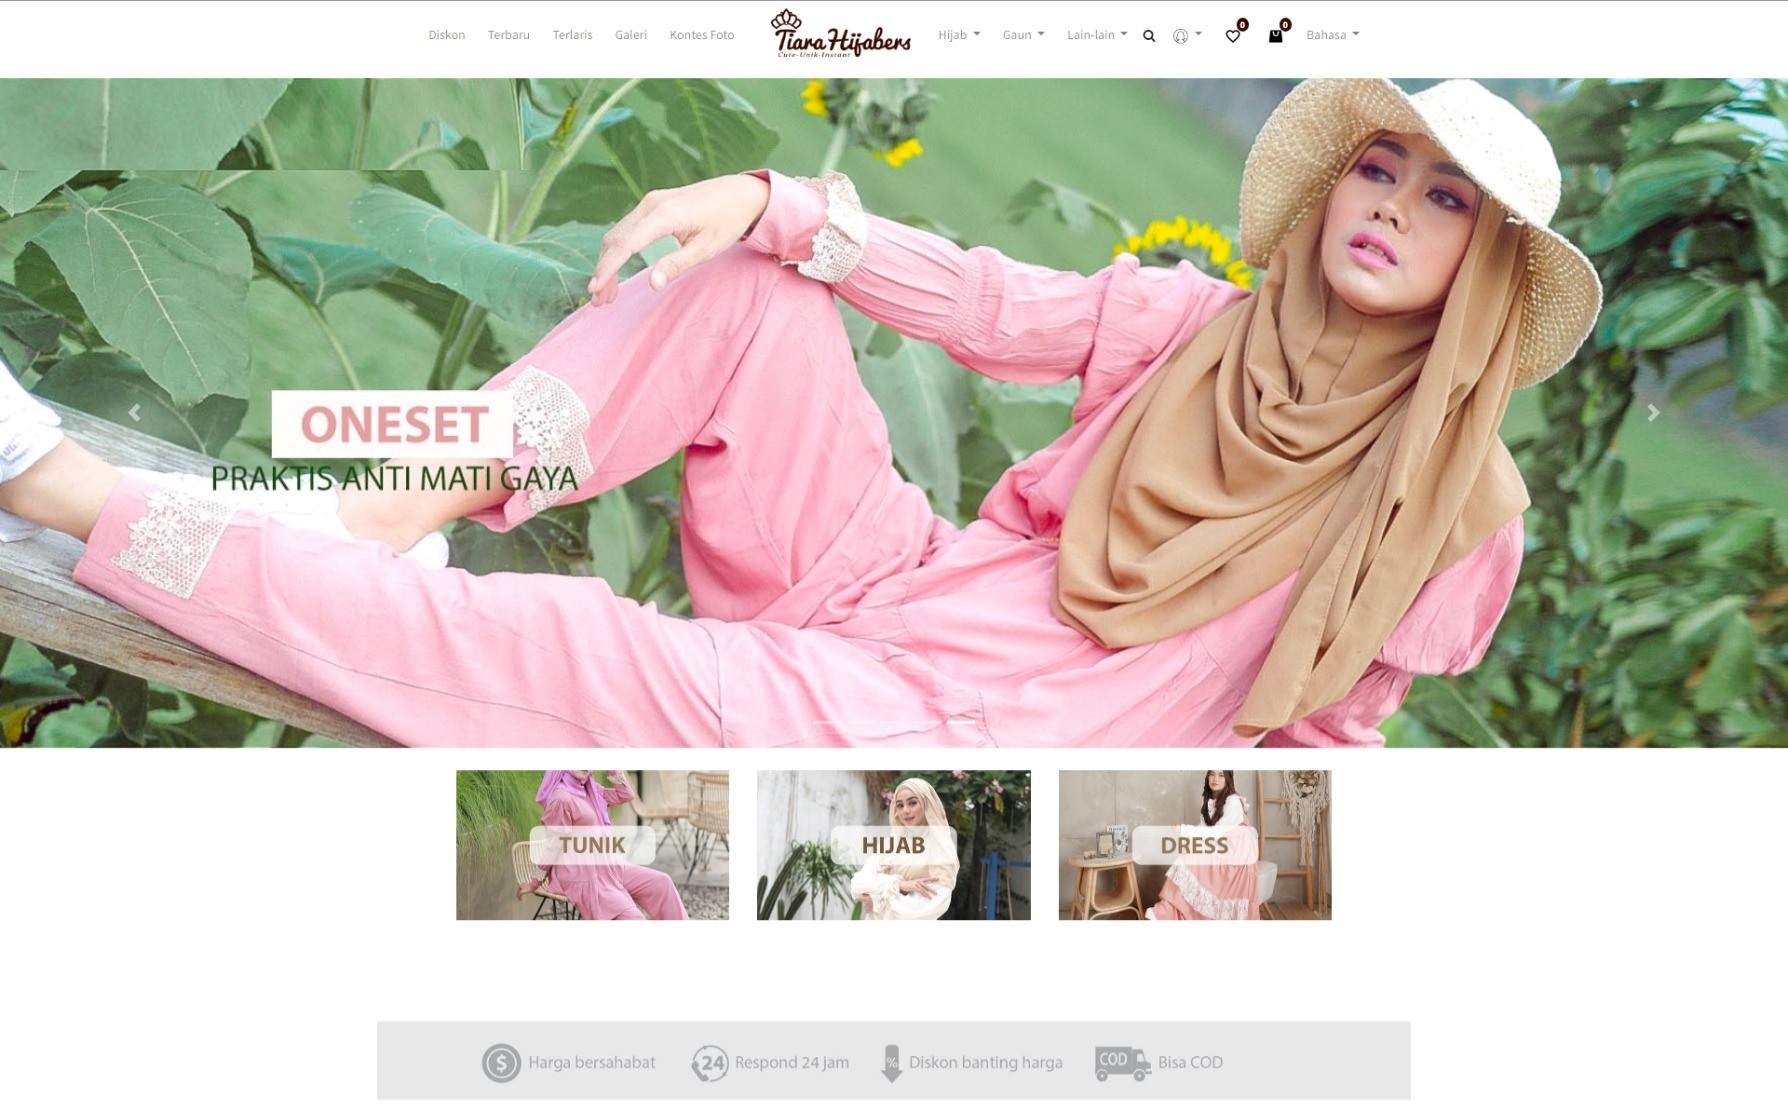 Diskon Terbaru Terlaris Galeri Kontes Foto Tiara Hijabers Hijab Gaun Lain-lain 0 0 Bahasa
Cute-Unik-Instant
ONESET
PRAKTIS ANTI MATI GAYA
TUNIK HIJAB DRESS
$ Harga bersahabat 24 Respond 24 jam % Diskon banting harga COD Bisa COD